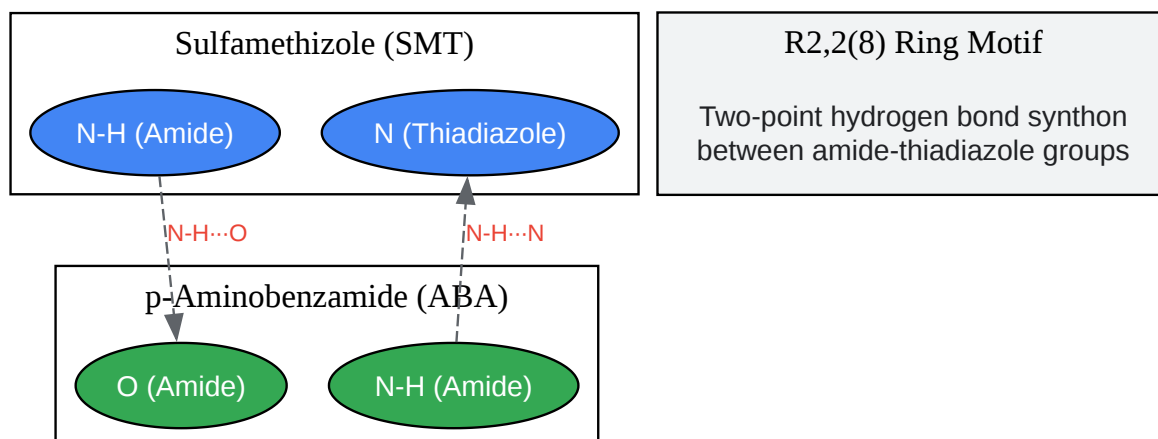 Sulfamethizole (SMT)
N-H (Amide)
N (Thiadiazole)
R2,2(8) Ring Motif
Two-point hydrogen bond synthon
between amide-thiadiazole groups
N-H···O
N-H···N
p-Aminobenzamide (ABA)
O (Amide)
N-H (Amide)